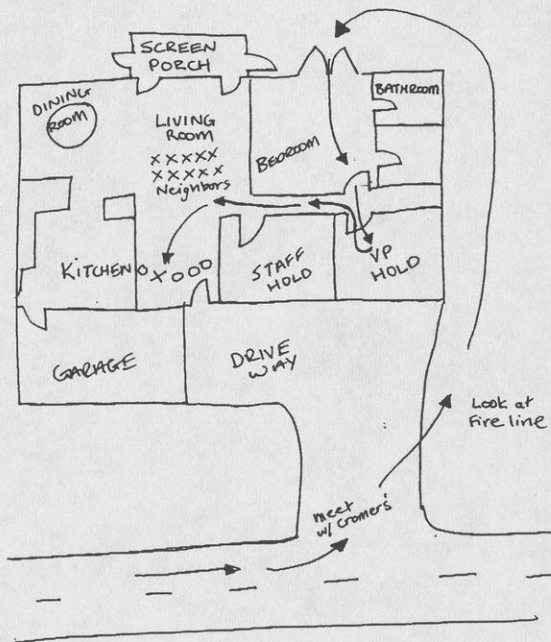 SCREEN
PORCH
DINING
ROOM
LIVING
ROOM
XXXXX
XXXXX
Neighbors
BEDROOM
BATHROOM
KITCHEN
O X O O O
STAFF
HOLD
VP
HOLD
GARAGE
DRIVE
WAY
Look at
Fire line
meet
w/ Cromers'